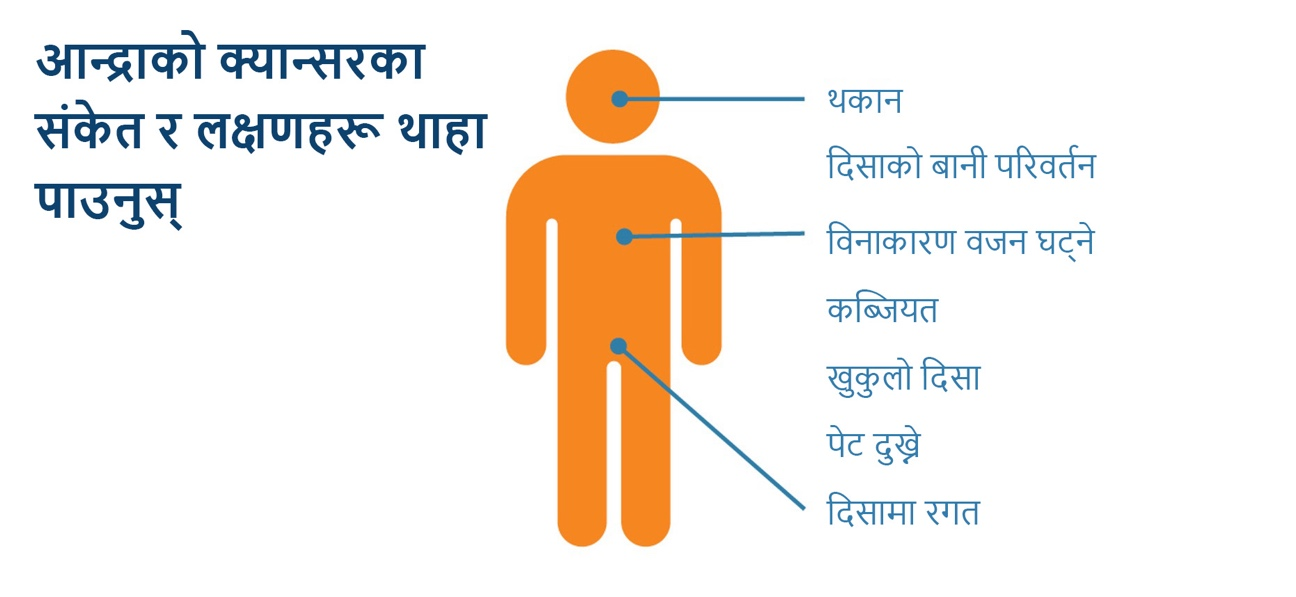 आन्द्राको क्यान्सरका
संकेत र लक्षणहरू थाहा
पाउनुस्
थकान
दिसाको बानी परिवर्तन
विनाकारण वजन घट्ने
कब्जियत
खुकुलो दिसा
पेट दुख्ने
दिसामा रगत